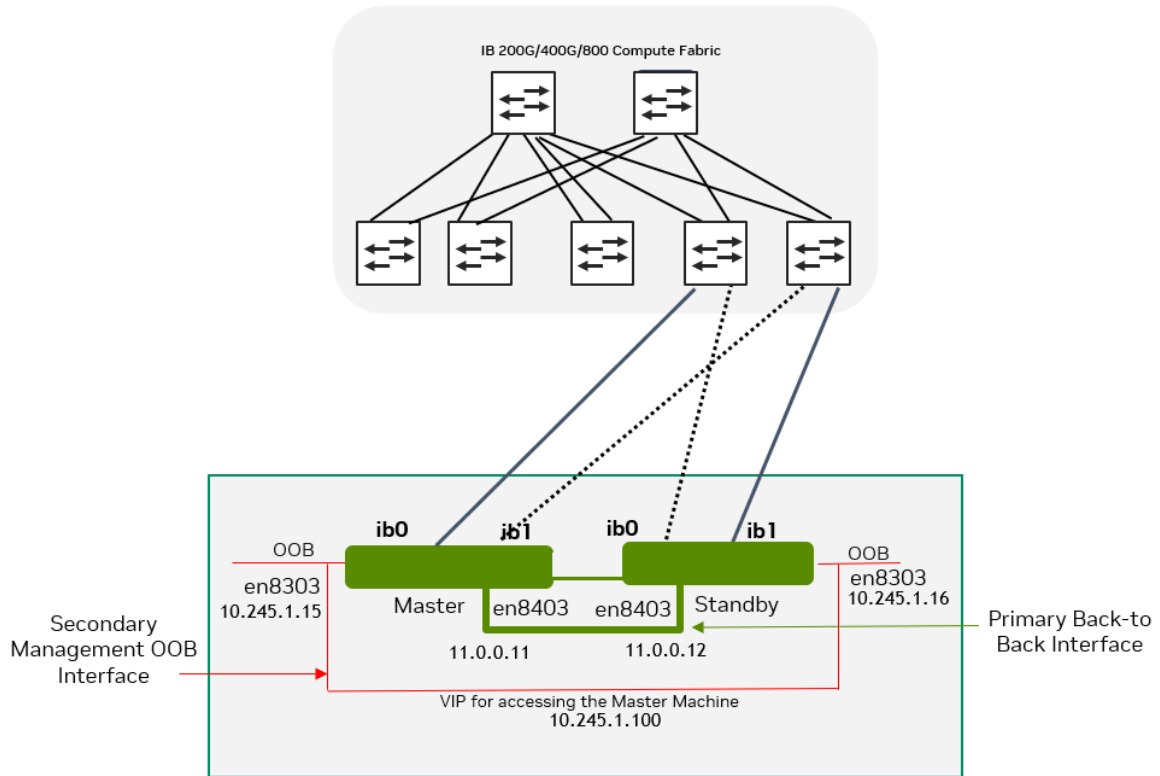 IB 200G/400G/800 Compute Fabric
ib0
ib1
ib0
ib1
OOB
OOB
en8303
10.245.1.15
Master
en8403
en8403
Standby
en8303
10.245.1.16
Secondary
Management OOB
Interface
11.0.0.11
11.0.0.12
Primary Back-to
Back Interface
VIP for accessing the Master Machine
10.245.1.100